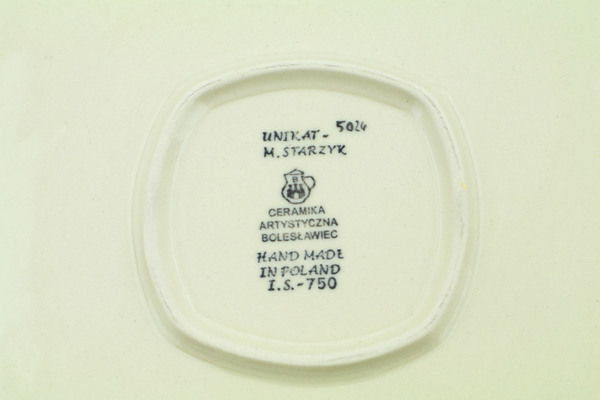 UNIKAT- 5024
M. STARZYK
B
CERAMIKA
ARTYSTYCZNA
BOLESŁAWIEC
HAND MADE
IN POLAND
I.S.-750